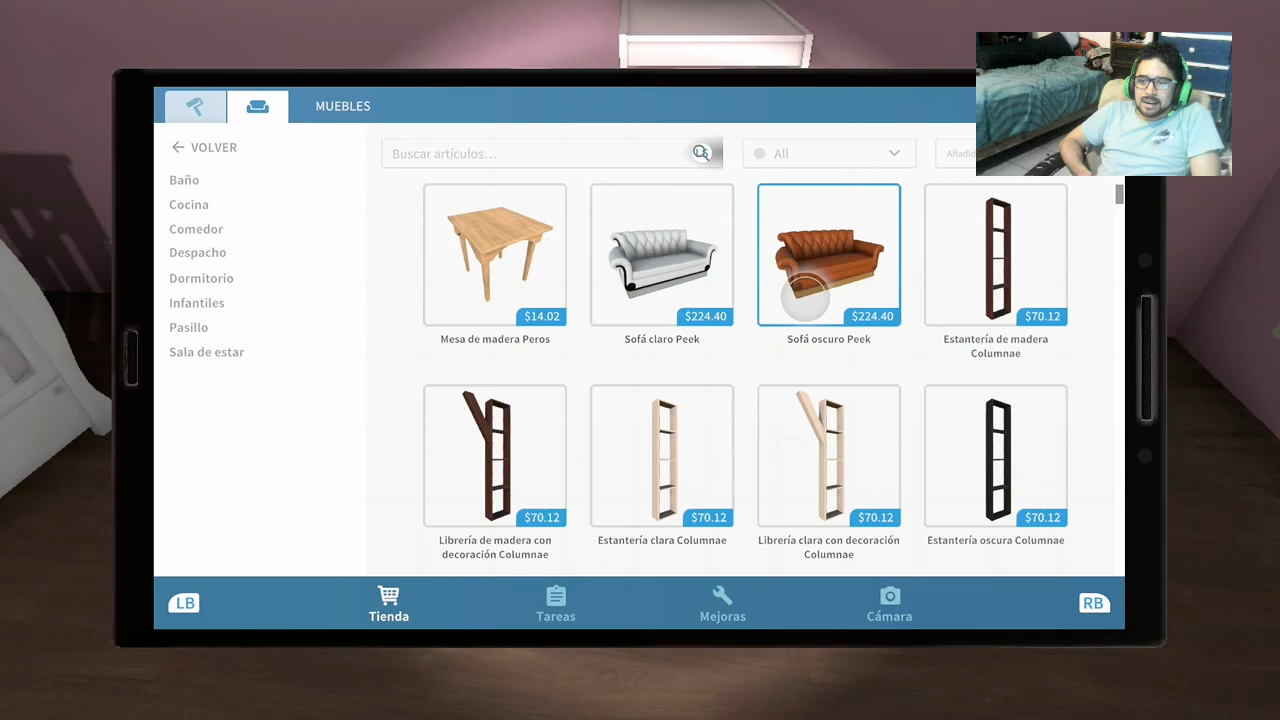 MUEBLES
VOLVER
Buscar artículos...
LS
All
Añadid
Baño
Cocina
Comedor
Despacho
Dormitorio
Infantiles
Pasillo
Sala de estar
$14.02
$224.40
$224.40
$70.12
Mesa de madera Peros
Sofá claro Peek
Sofá oscuro Peek
Estantería de madera
Columnae
$70.12
$70.12
$70.12
$70.12
Librería de madera con
decoración Columnae
Estantería clara Columnae
Librería clara con decoración
Columnae
Estantería oscura Columnae
LB
Tienda
Tareas
Mejoras
Cámara
RB